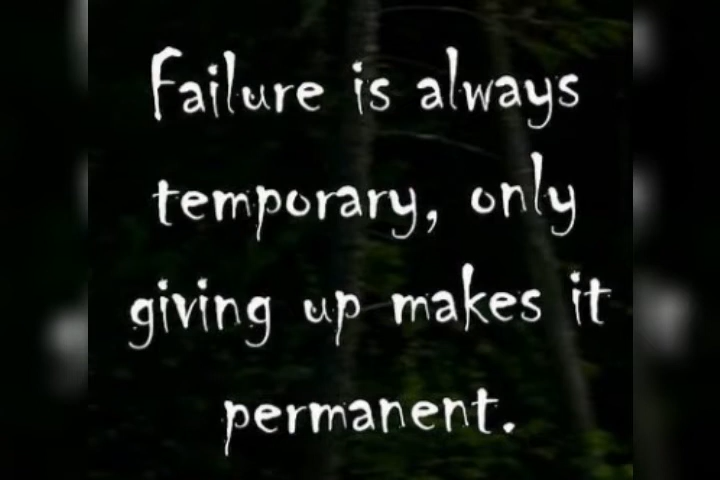 Failure is always
temporary, only
giving up makes it
permanent.